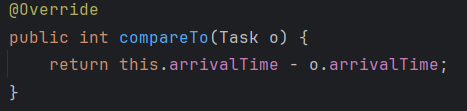 @Override
public int compareTo(Task o) {
    return this.arrivalTime - o.arrivalTime;
}